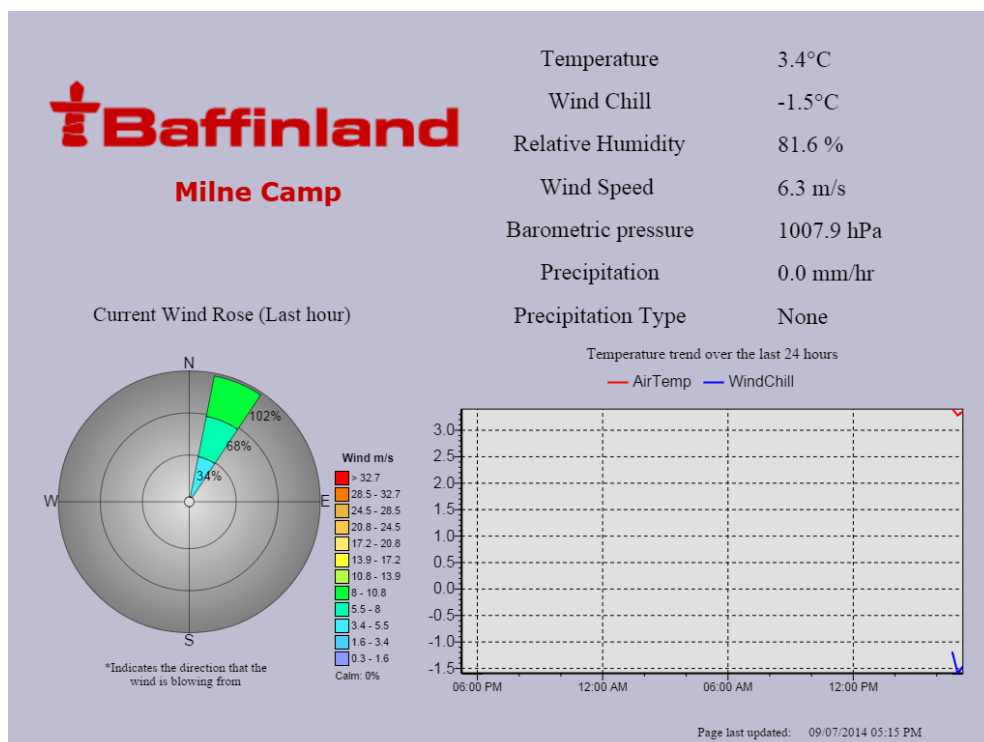 Baffinland
Milne Camp
Temperature 3.4°C
Wind Chill -1.5°C
Relative Humidity 81.6 %
Wind Speed 6.3 m/s
Barometric pressure 1007.9 hPa
Precipitation 0.0 mm/hr
Precipitation Type None
Current Wind Rose (Last hour)
N
102%
68%
34%
W
E
S
*Indicates the direction that the
wind is blowing from
Wind m/s
> 32.7
28.5 - 32.7
24.5 - 28.5
20.8 - 24.5
17.2 - 20.8
13.9 - 17.2
10.8 - 13.9
8 - 10.8
5.5 - 8
3.4 - 5.5
1.6 - 3.4
0.3 - 1.6
Calm: 0%
Temperature trend over the last 24 hours
AirTemp WindChill
3.0
2.5
2.0
1.5
1.0
0.5
0.0
-0.5
-1.0
-1.5
06:00 PM 12:00 AM 06:00 AM 12:00 PM
Page last updated: 09/07/2014 05:15 PM